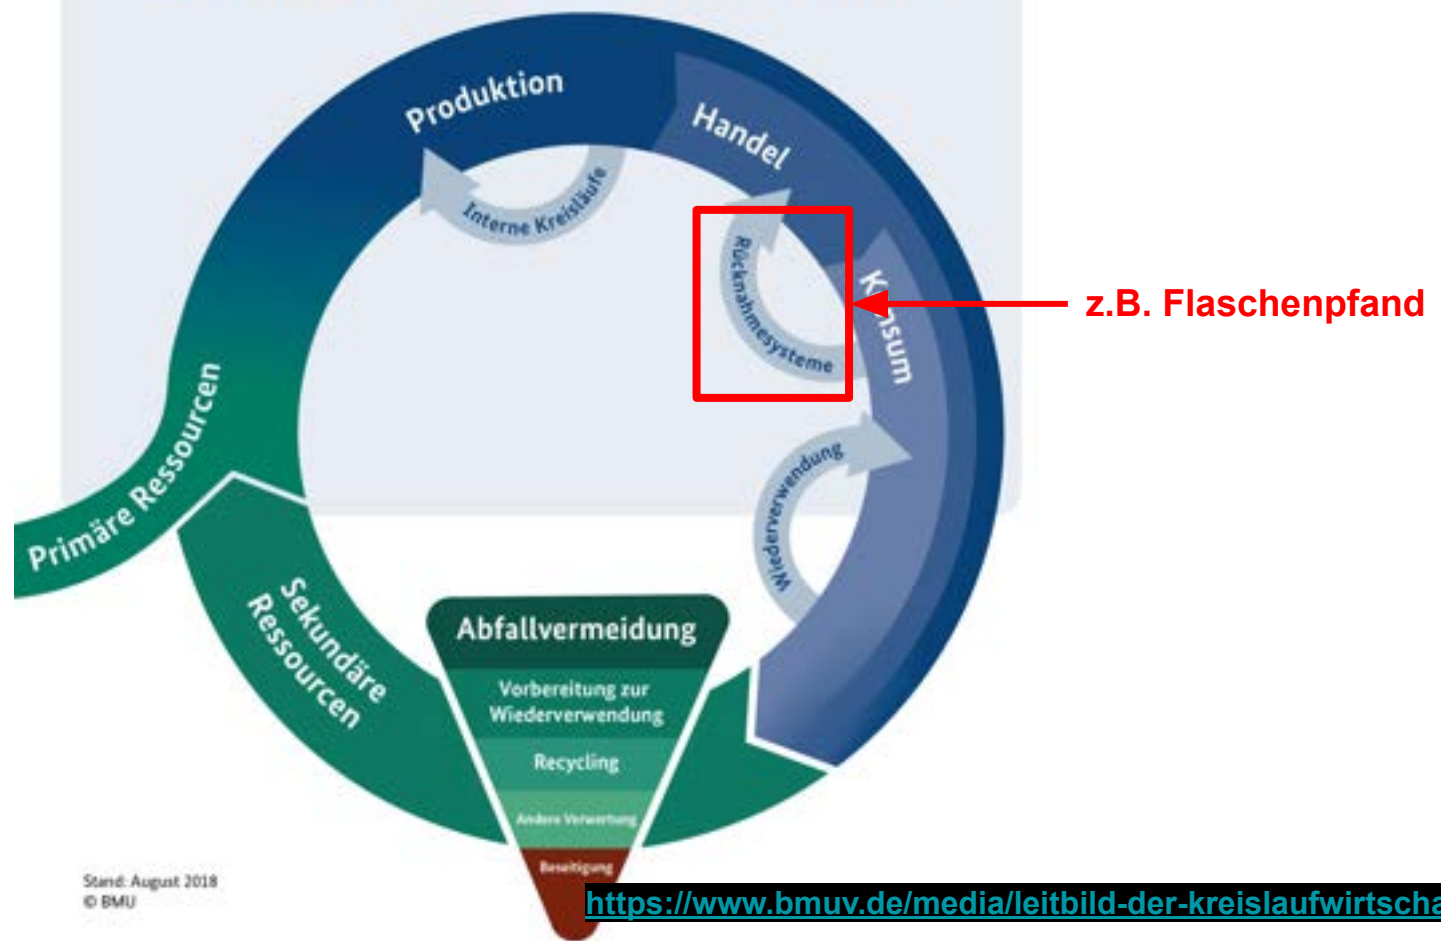 Produktion
Handel
Interne Kreisläufe
Rücknahmesysteme
z.B. Flaschenpfand
Konsum
Primäre Ressourcen
Wiederverwendung
Sekundäre
Ressourcen
Abfallvermeidung
Vorbereitung zur
Wiederverwendung
Recycling
Andere Verwertung
Beseitigung
Stand: August 2018
© BMU
https://www.bmuv.de/media/leitbild-der-kreislaufwirtscha